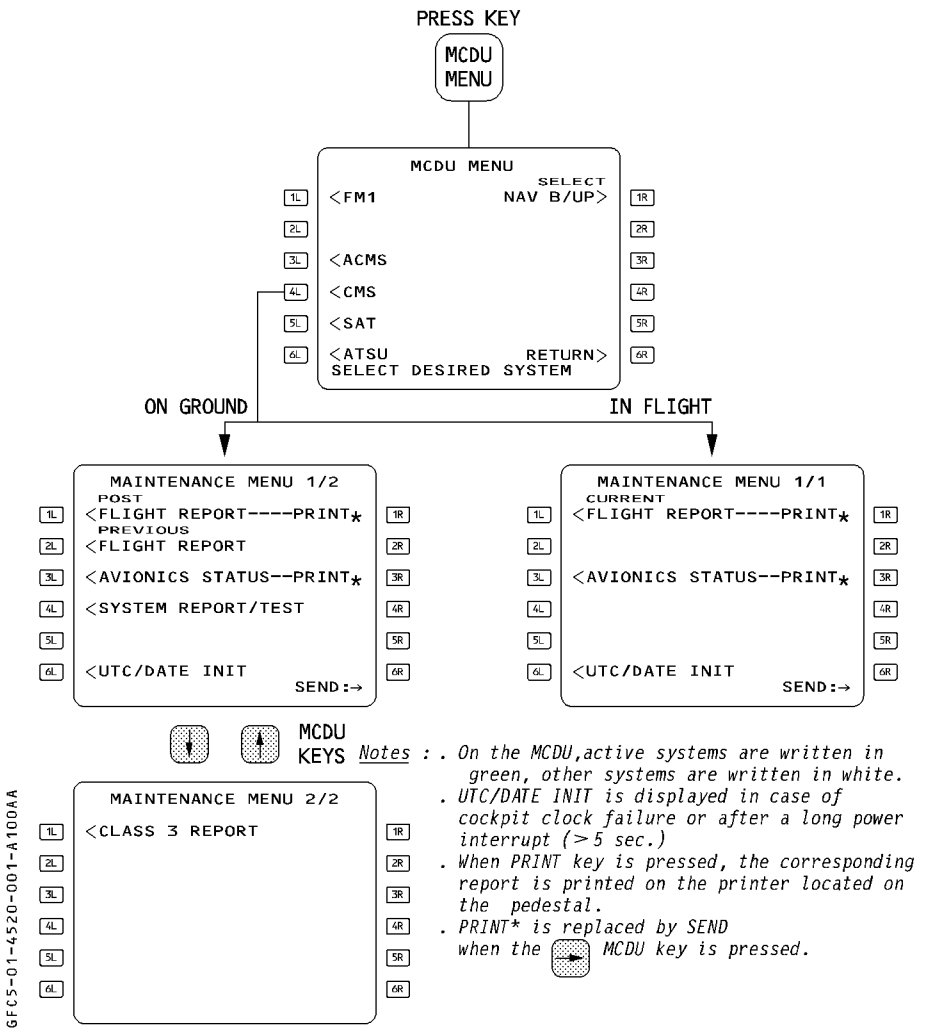 PRESS KEY
MCDU
MENU
MCDU MENU
SELECT
1L <FM1 NAV B/UP> 1R
2L 2R
3L <ACMS 3R
4L <CMS 4R
5L <SAT 5R
6L <ATSU RETURN> 6R
SELECT DESIRED SYSTEM
ON GROUND
IN FLIGHT
MAINTENANCE MENU 1/2
POST
1L <FLIGHT REPORT----PRINT* 1R
PREVIOUS
2L <FLIGHT REPORT 2R
3L <AVIONICS STATUS--PRINT* 3R
4L <SYSTEM REPORT/TEST 4R
5L 5R
6L <UTC/DATE INIT 6R
SEND:→
MAINTENANCE MENU 1/1
CURRENT
1L <FLIGHT REPORT----PRINT* 1R
2L 2R
3L <AVIONICS STATUS--PRINT* 3R
4L 4R
5L 5R
6L <UTC/DATE INIT 6R
SEND:→
MCDU
KEYS
MAINTENANCE MENU 2/2
1L <CLASS 3 REPORT 1R
2L 2R
3L 3R
4L 4R
5L 5R
6L 6R
Notes : . On the MCDU,active systems are written in
green, other systems are written in white.
. UTC/DATE INIT is displayed in case of
cockpit clock failure or after a long power
interrupt (>5 sec.)
. When PRINT key is pressed, the corresponding
report is printed on the printer located on
the pedestal.
. PRINT* is replaced by SEND
when the → MCDU key is pressed.
GFC5-01-4520-001-A100AA